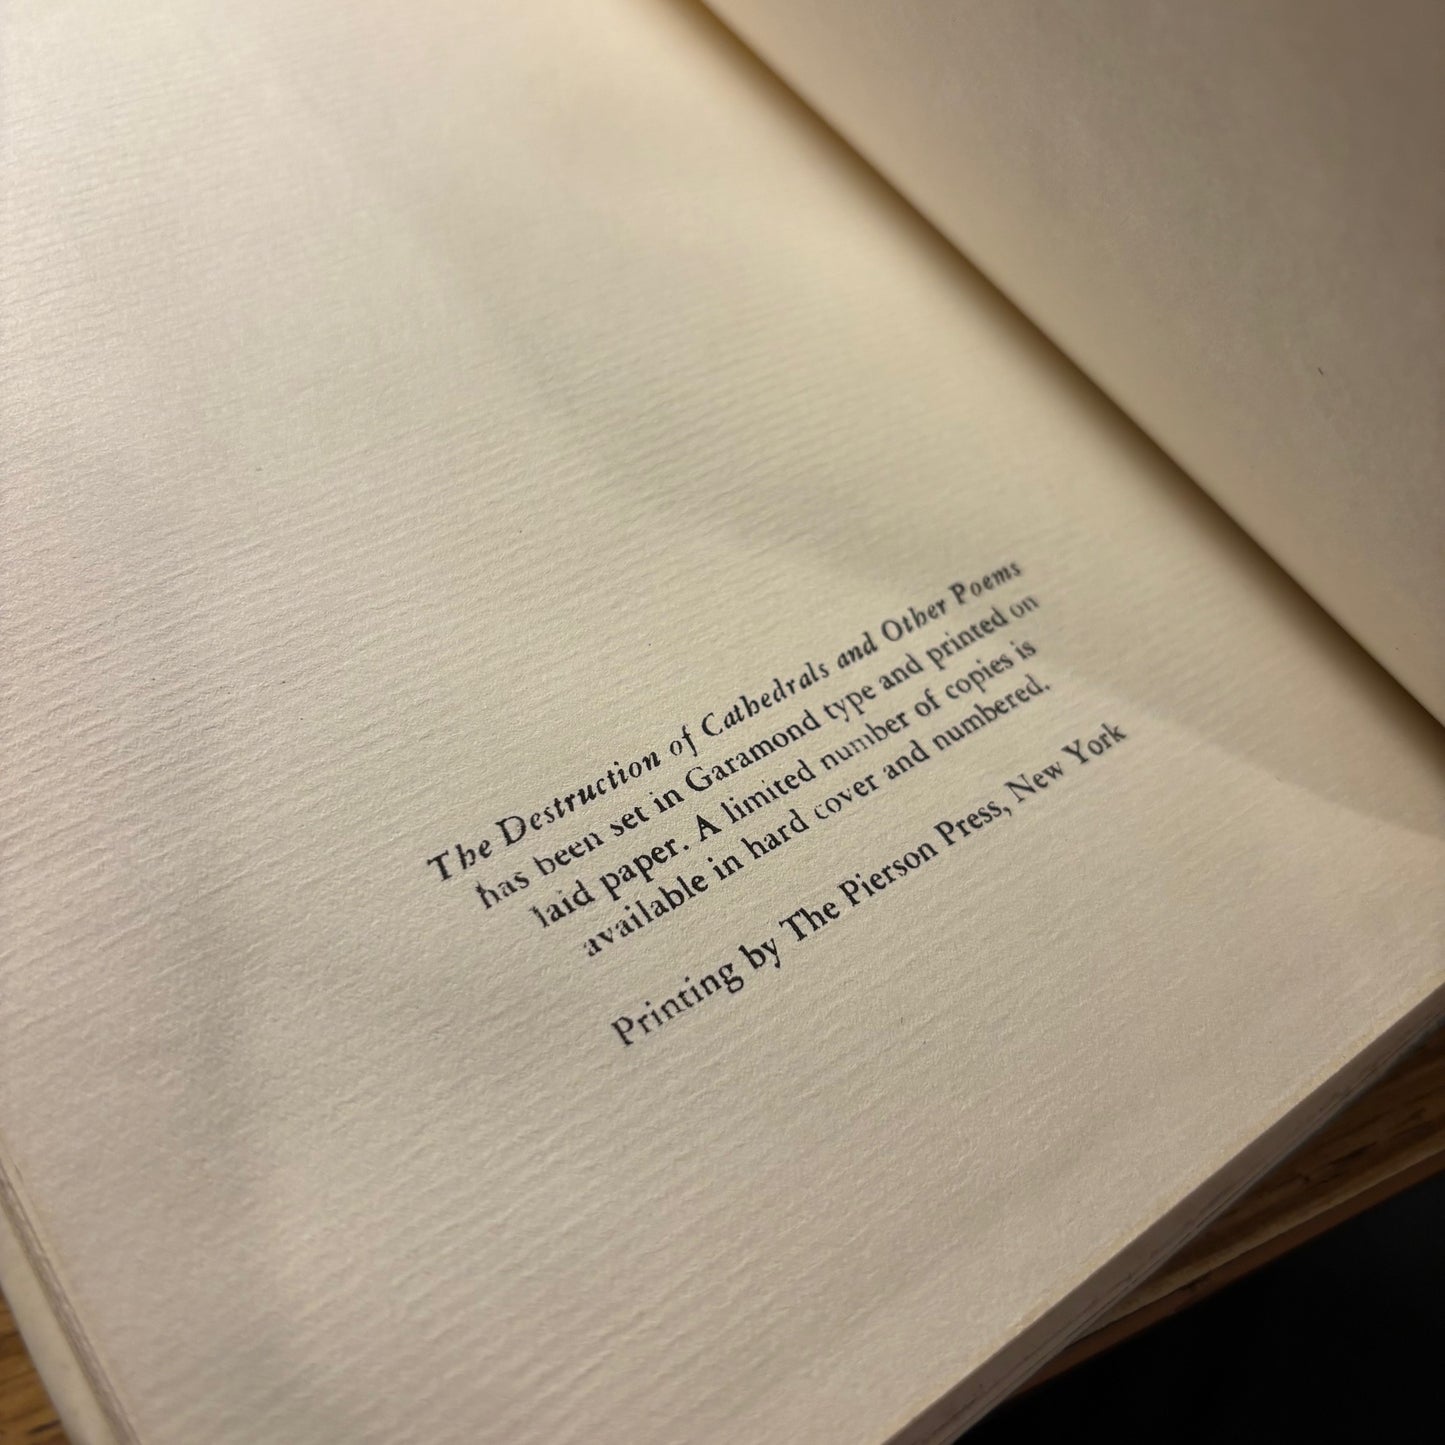 The Destruction of Cathedrals and Other Poems
has been set in Garamond type and printed on
laid paper. A limited number of copies is
available in hard cover and numbered.
Printing by The Pierson Press, New York